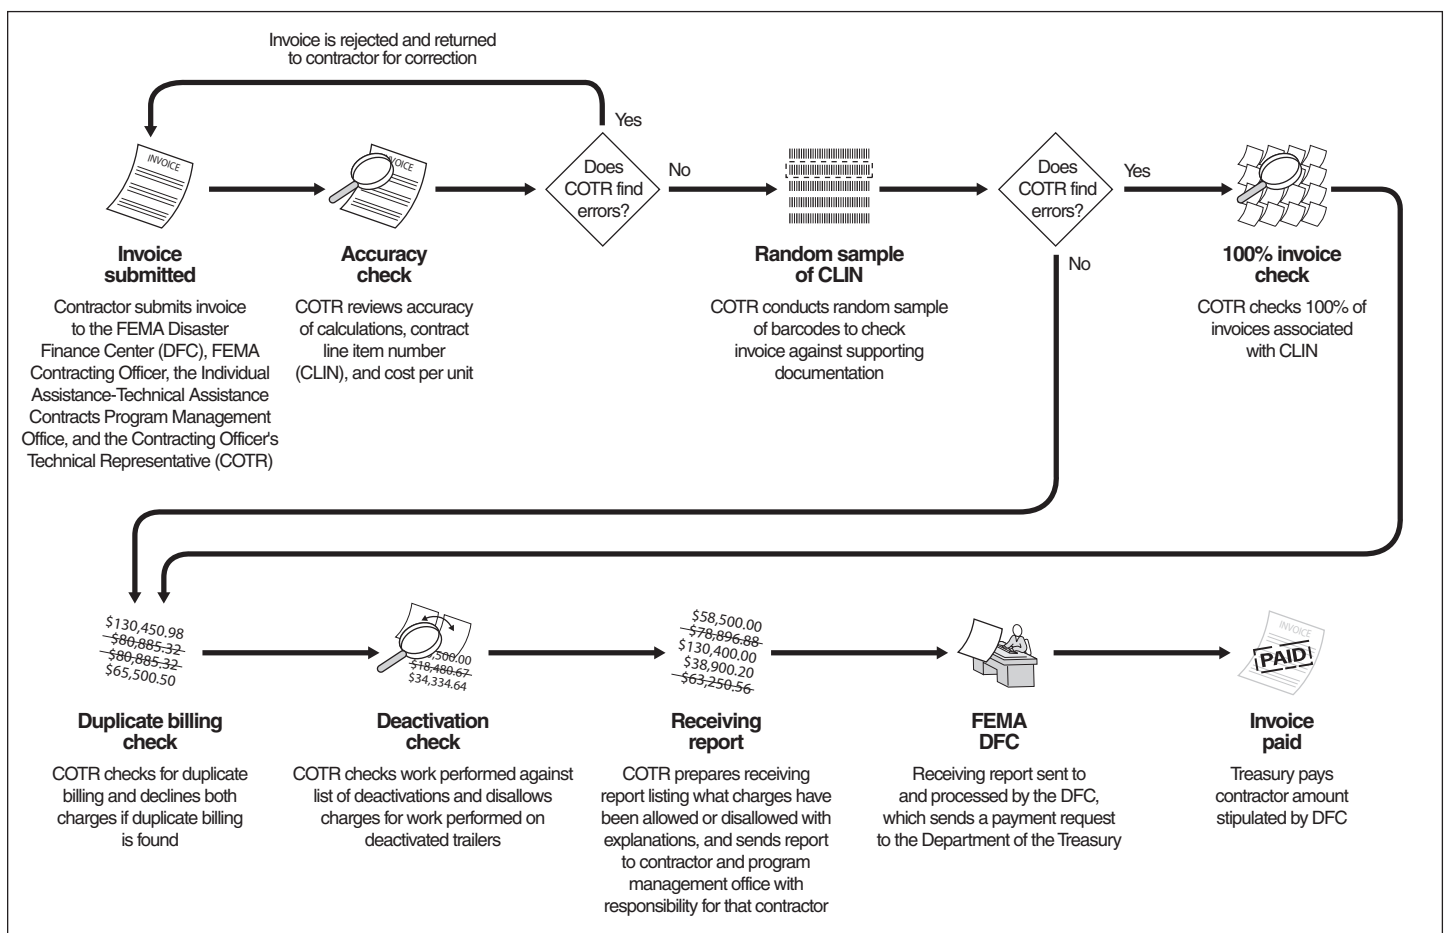 Invoice is rejected and returned
to contractor for correction
Yes
INVOICE
VOICE
Does
COTR find
errors?
No
Does
COTR find
errors?
Yes
No
Invoice
submitted
Contractor submits invoice
to the FEMA Disaster
Finance Center (DFC), FEMA
Contracting Officer, the Individual
Assistance-Technical Assistance
Contracts Program Management
Office, and the Contracting Officer's
Technical Representative (COTR)
Accuracy
check
COTR reviews accuracy
of calculations, contract
line item number
(CLIN), and cost per unit
Random sample
of CLIN
COTR conducts random sample
of barcodes to check
invoice against supporting
documentation
100% invoice
check
COTR checks 100% of
invoices associated
with CLIN
$130,450.98
$80,885.32
$80,885.32
$65,500.50
,500.00
$18,480.67
$34,334.64
$58,500.00
$78,896.88
$130,400.00
$38,900.20
$63,250.56
INVOICE
PAID
Duplicate billing
check
COTR checks for duplicate
billing and declines both
charges if duplicate billing
is found
Deactivation
check
COTR checks work performed against
list of deactivations and disallows
charges for work performed on
deactivated trailers
Receiving
report
COTR prepares receiving
report listing what charges have
been allowed or disallowed with
explanations, and sends report
to contractor and program
management office with
responsibility for that contractor
FEMA
DFC
Receiving report sent to
and processed by the DFC,
which sends a payment request
to the Department of the Treasury
Invoice
paid
Treasury pays
contractor amount
stipulated by DFC